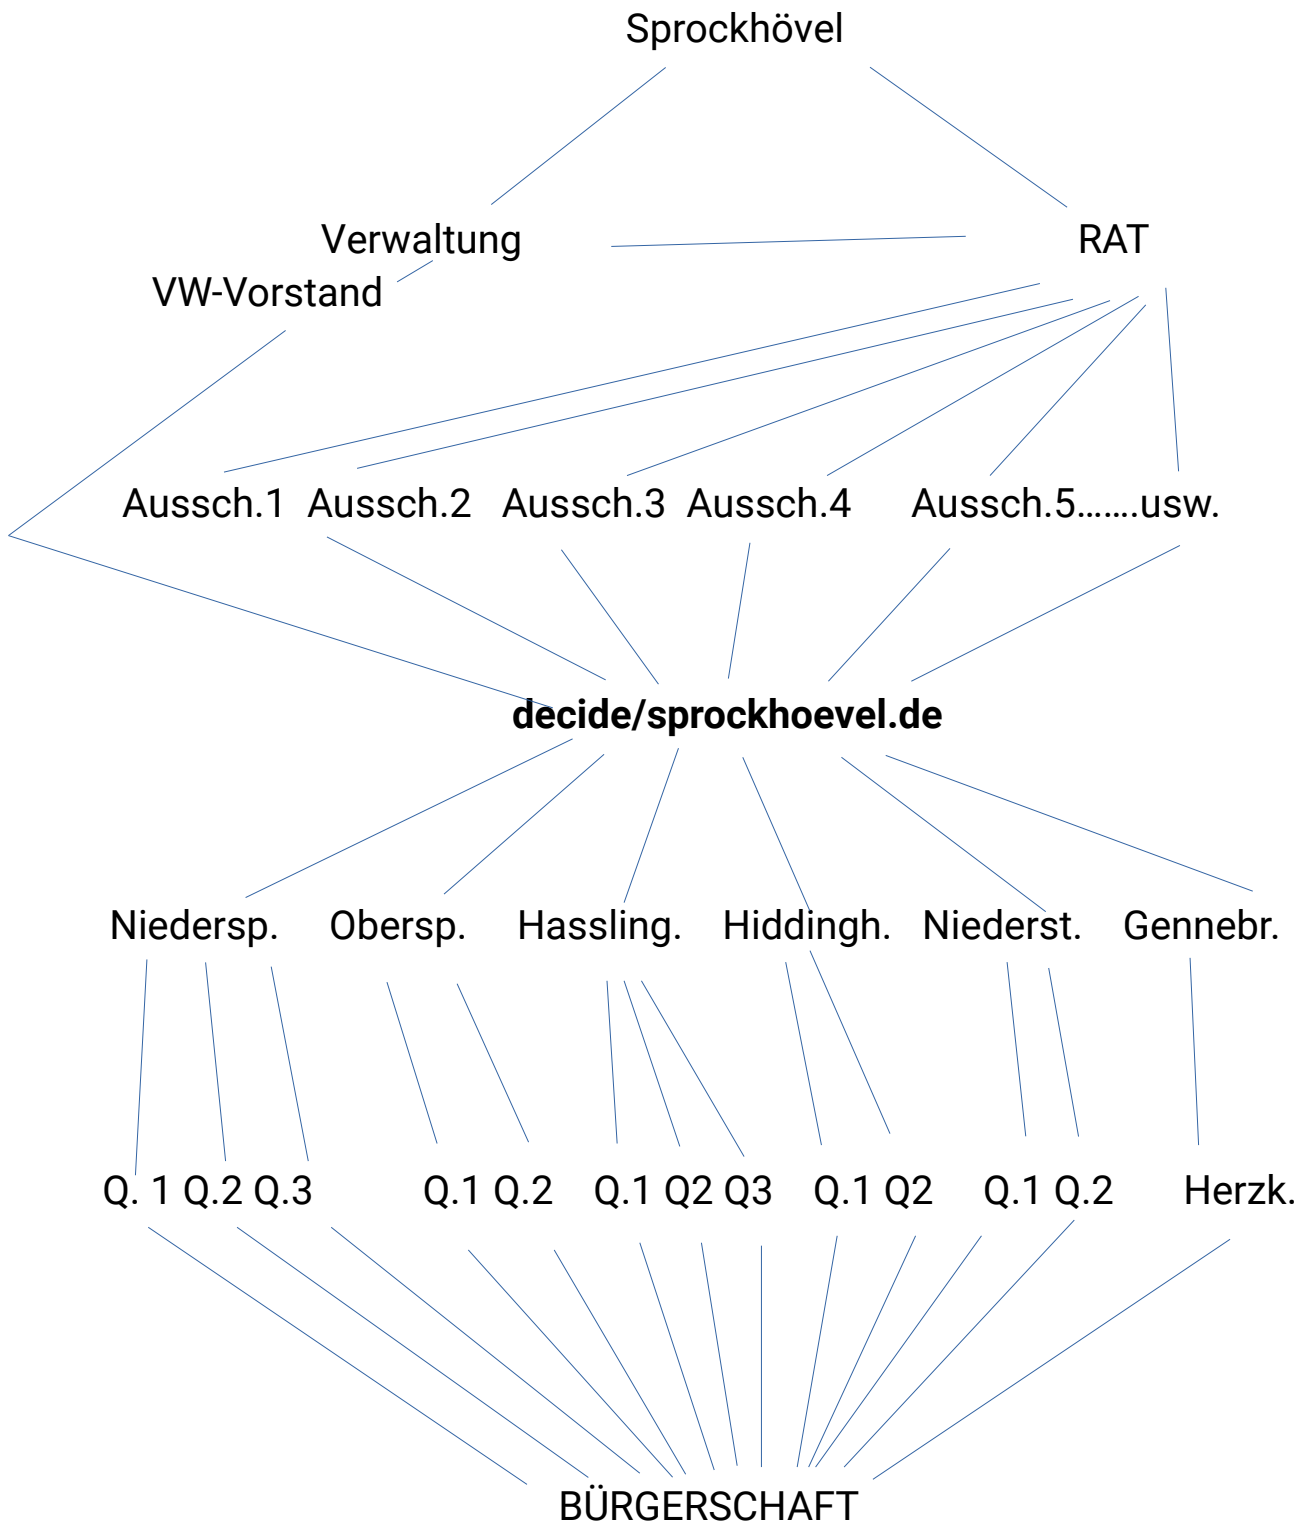 Sprockhövel
Verwaltung RAT
VW-Vorstand
Aussch.1 Aussch.2 Aussch.3 Aussch.4 Aussch.5…….usw.
decide/sprockhoevel.de
Niedersp. Obersp. Hassling. Hiddingh. Niederst. Gennebr.
Q. 1 Q.2 Q.3 Q.1 Q.2 Q.1 Q2 Q3 Q.1 Q2 Q.1 Q.2 Herzk.
BÜRGERSCHAFT